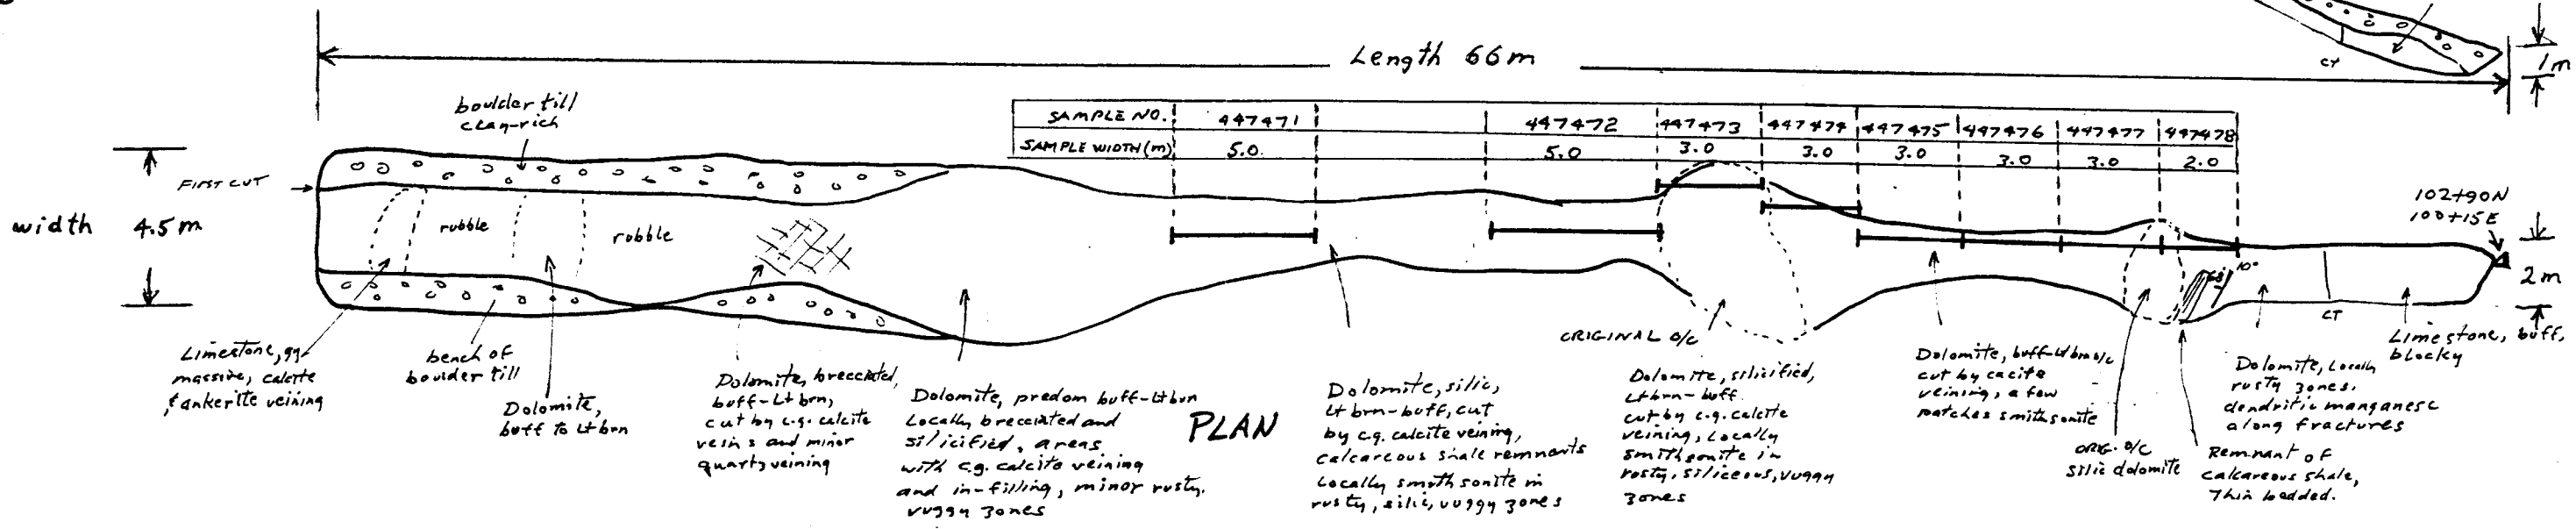 Length 66m
CT
1m
boulder till
clay-rich
SAMPLE NO. 447471 447472 447473 447474 447475 447476 447477 447478
SAMPLE WIDTH (m) 5.0 5.0 3.0 3.0 3.0 3.0 3.0 2.0
FIRST CUT
width 4.5m
rubble
rubble
102+90N
100+15E
68
10°
2m
CT
Limestone, gy-
massive, calcite
& ankerite veining
bench of
boulder till
Dolomite,
buff to Lt brn
Dolomite, brecciated,
buff-Lt brn,
cut by c.g. calcite
veins and minor
quartz veining
Dolomite, predom buff-Lt brn
Locally brecciated and
silicified, areas
with c.g. calcite veining
and in-filling, minor rusty,
vuggy zones
PLAN
Dolomite, silic,
Lt brn-buff, cut
by c.g. calcite veining,
calcareous shale remnants
Locally smithsonite in
rusty, silic, vuggy zones
ORIGINAL O/C
Dolomite, silicified,
Lt brn-buff
cut by c.g. calcite
veining, Locally
smithsonite in
rusty, siliceous, vuggy
zones
Dolomite, buff-Lt brn o/c
cut by cacite
veining, a few
patches smithsonite
ORIG. O/C
silic dolomite
Remnant of
calcareous shale,
Thin bedded.
Dolomite, Locally
rusty zones.
dendritic manganese
along fractures
Limestone, buff,
blocky